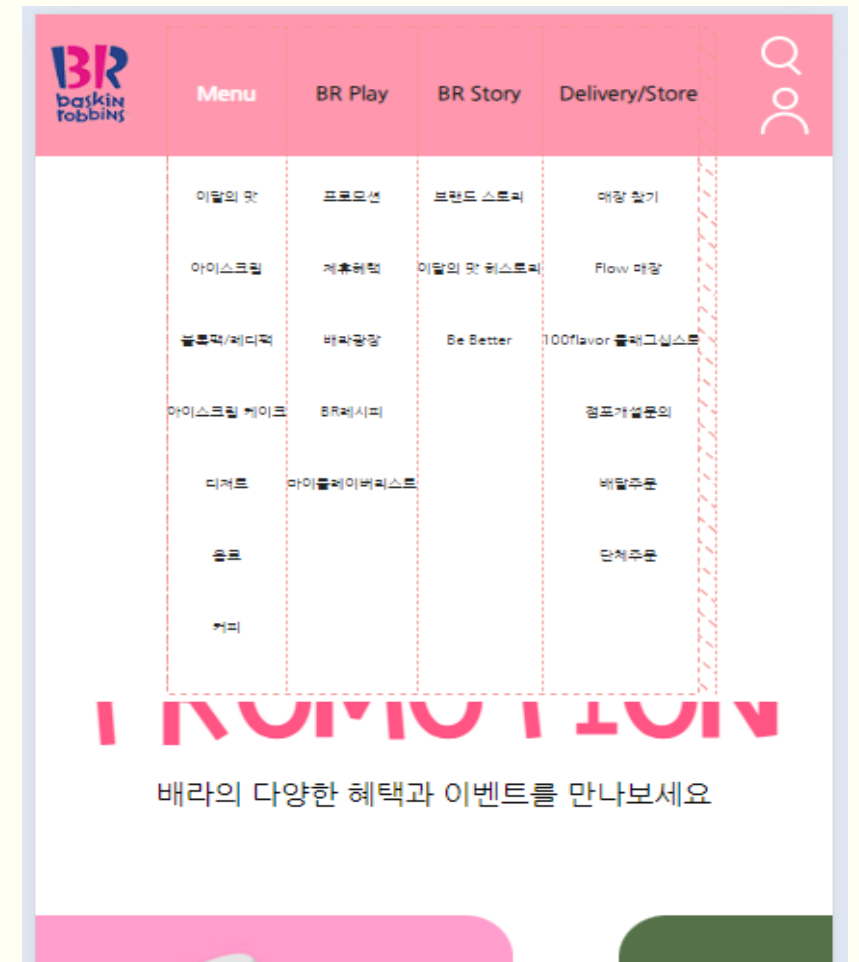 BR
baskin
robbins
Menu BR Play BR Story Delivery/Store
이달의 맛 프로모션 브랜드 스토리 매장 찾기
아이스크림 제휴혜택 이달의 맛 히스토리 Flow 매장
블록팩/레디팩 배라광장 Be Better 100flavor 플래그십스토
아이스크림 케이크 BR레시피 점포개설문의
디저트 마이플레이버리스트 배달주문
음료 단체주문
커피
PROMOTION
배라의 다양한 혜택과 이벤트를 만나보세요